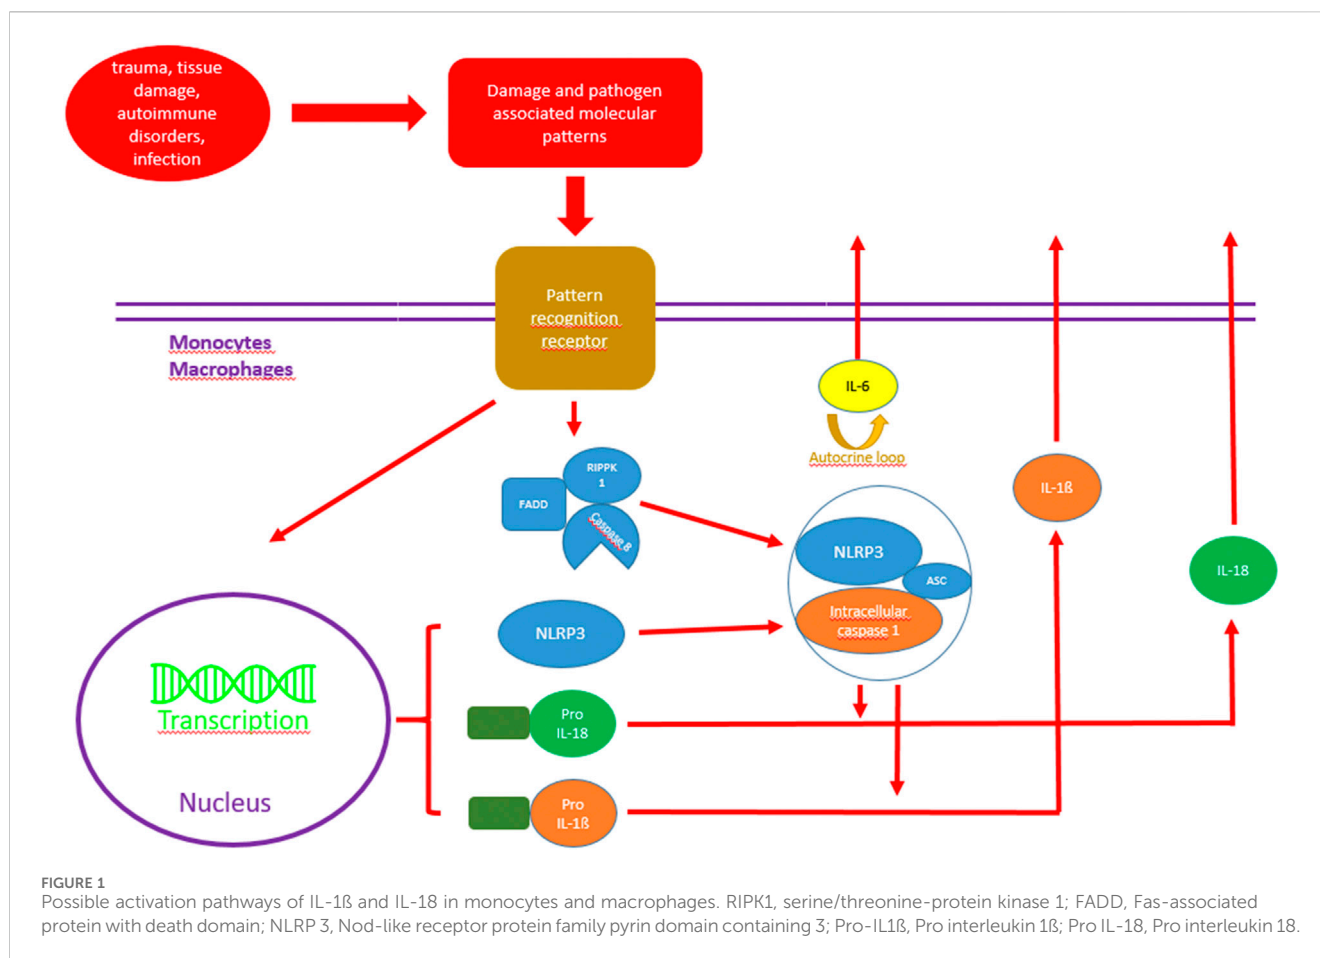 trauma, tissue
damage,
autoimmune
disorders,
infection
Damage and pathogen
associated molecular
patterns
Pattern
recognition
receptor
Monocytes
Macrophages
IL-6
Autocrine loop
RIPPK
1
FADD
Caspase 8
IL-1ß
NLRP3
ASC
Intracellular
caspase 1
IL-18
NLRP3
Transcription
Pro
IL-18
Nucleus
Pro
IL-1ß
FIGURE 1
Possible activation pathways of IL-1ß and IL-18 in monocytes and macrophages. RIPK1, serine/threonine-protein kinase 1; FADD, Fas-associated
protein with death domain; NLRP 3, Nod-like receptor protein family pyrin domain containing 3; Pro-IL1ß, Pro interleukin 1ß; Pro IL-18, Pro interleukin 18.